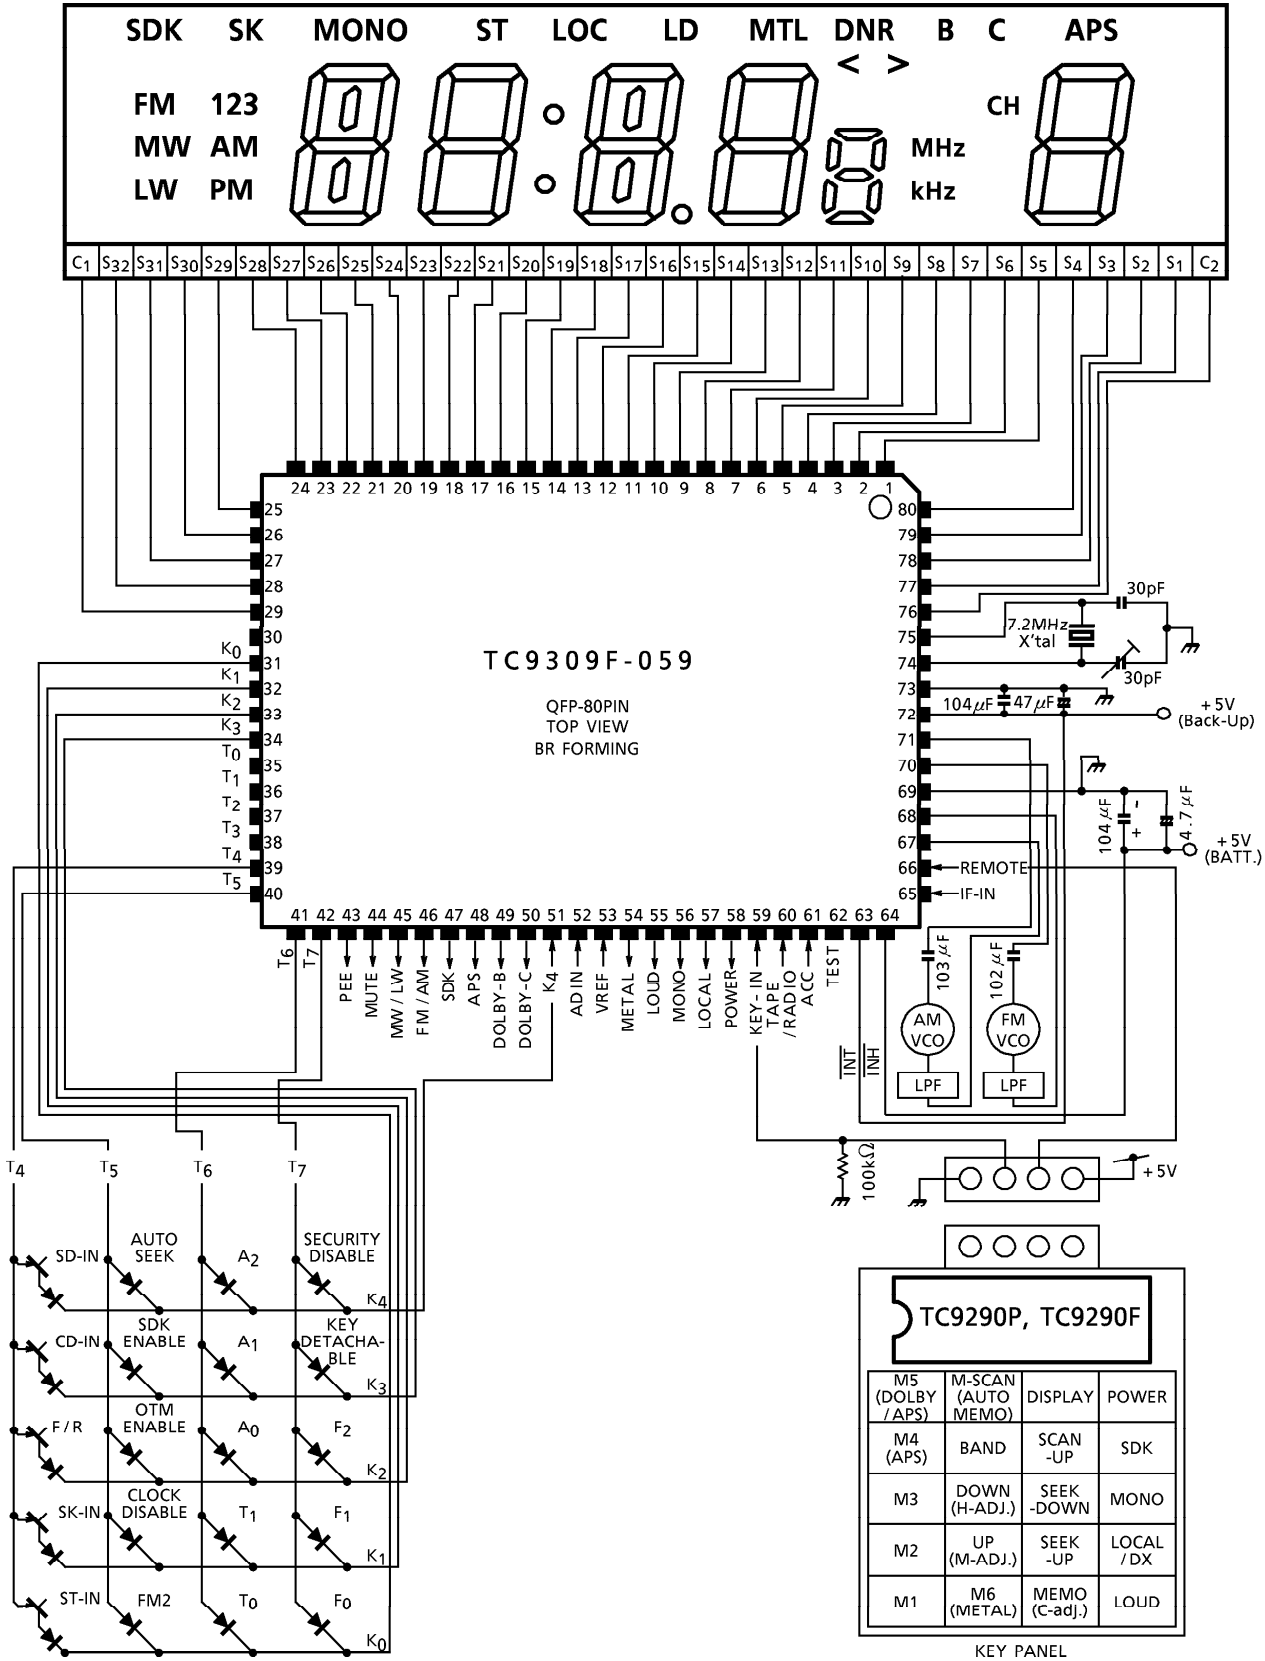 SDK SK MONO ST LOC LD MTL DNR B C APS
< >
FM 123 CH
MW AM MHz
LW PM kHz
C1 S32 S31 S30 S29 S28 S27 S26 S25 S24 S23 S22 S21 S20 S19 S18 S17 S16 S15 S14 S13 S12 S11 S10 S9 S8 S7 S6 S5 S4 S3 S2 S1 C2
24 23 22 21 20 19 18 17 16 15 14 13 12 11 10 9 8 7 6 5 4 3 2 1
25 80
26 79
27 78
28 77
29 76
30 75
K0 31 74
K1 32 73
K2 33 72
K3 34 71
T0 35 70
T1 36 69
T2 37 68
T3 38 67
T4 39 66 REMOTE
T5 40 65 IF-IN
TC9309F-059
QFP-80PIN
TOP VIEW
BR FORMING
30pF
7.2MHz
X'tal
30pF
104μF 47μF
+5V
(Back-Up)
104μF - + 4.7μF
+5V
(BATT.)
41 42 43 44 45 46 47 48 49 50 51 52 53 54 55 56 57 58 59 60 61 62 63 64
T6
T7
PEE
MUTE
MW/LW
FM/AM
SDK
APS
DOLBY-B
DOLBY-C
K4
ADIN
VREF
METAL
LOUD
MONO
LOCAL
POWER
KEY-IN
TAPE
/RADIO
ACC
TEST
INT
INH
103μF
102μF
AM
VCO
FM
VCO
LPF LPF
100kΩ
+5V
T4 T5 T6 T7
SD-IN
AUTO
SEEK
A2
SECURITY
DISABLE
K4
CD-IN
SDK
ENABLE
A1
KEY
DETACHA-
BLE
K3
F/R
OTM
ENABLE
A0
F2
K2
SK-IN
CLOCK
DISABLE
T1
F1
K1
ST-IN
FM2
T0
F0
K0
TC9290P, TC9290F
M5
(DOLBY
/APS)
M-SCAN
(AUTO
MEMO)
DISPLAY
POWER
M4
(APS)
BAND
SCAN
-UP
SDK
M3
DOWN
(H-ADJ.)
SEEK
-DOWN
MONO
M2
UP
(M-ADJ.)
SEEK
-UP
LOCAL
/DX
M1
M6
(METAL)
MEMO
(C-adj.)
LOUD
KEY PANEL